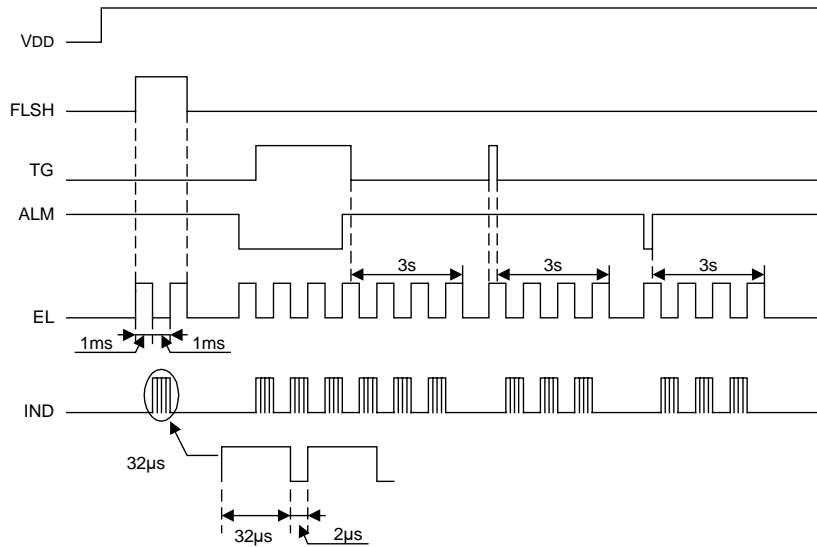 VDD
FLSH
TG
ALM
3s 3s 3s
EL
1ms 1ms
IND
32µs
32µs 2µs